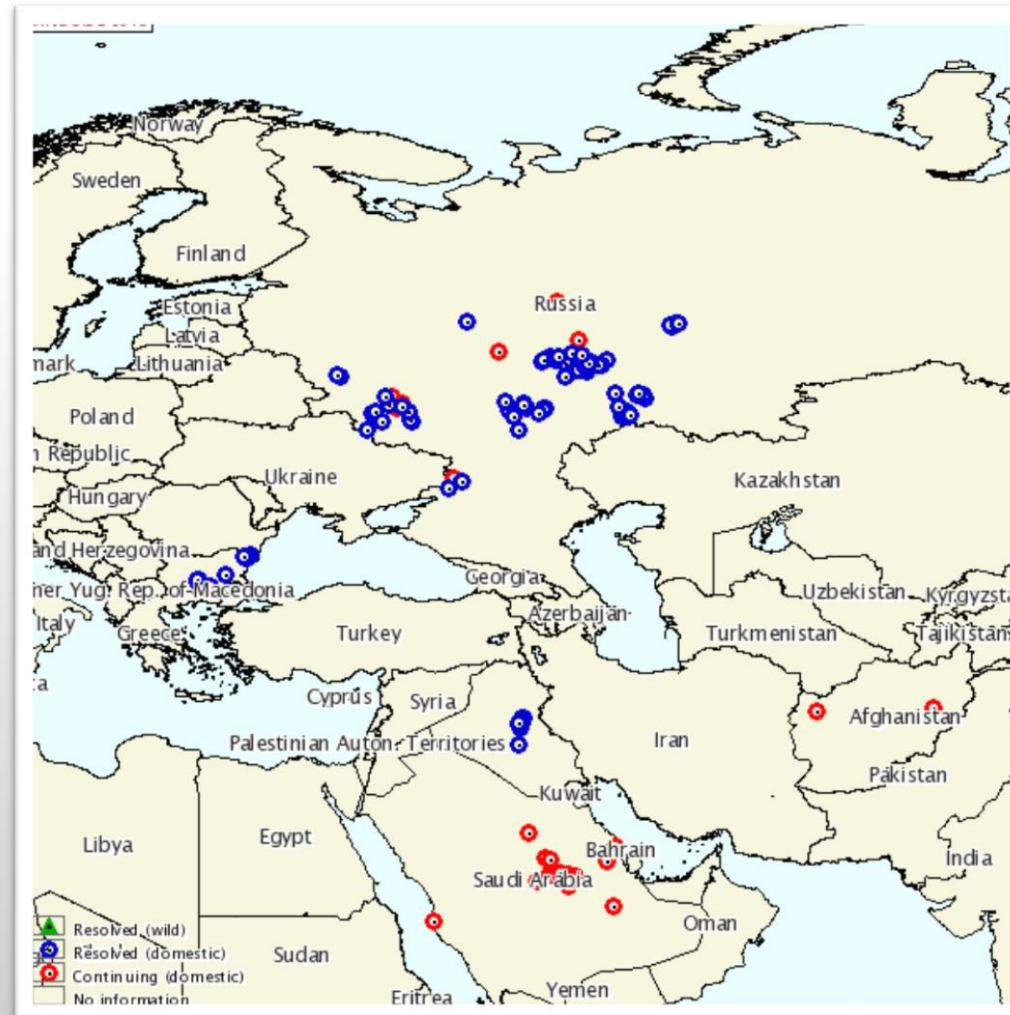 Norway
Sweden
Finland
Estonia
Russia
Latvia
mark
Lithuania
Poland
n Republic
Ukraine
Kazakhstan
Hungary
and Herzegovina
Georgia
Uzbekistan
Kyrgyzsta
ner Yug. Rep. of Macedonia
Azerbaijan
Italy
Greece
Turkey
Turkmenistan
Tajikistan
Cyprus
Syria
Afghanistan
Palestinian Auton. Territories
Iran
Pakistan
Kuwait
Libya
Egypt
Bahrain
India
Saudi Arabia
Oman
Resolved (wild)
Resolved (domestic)
Sudan
Continuing (domestic)
Yemen
No information
Eritrea